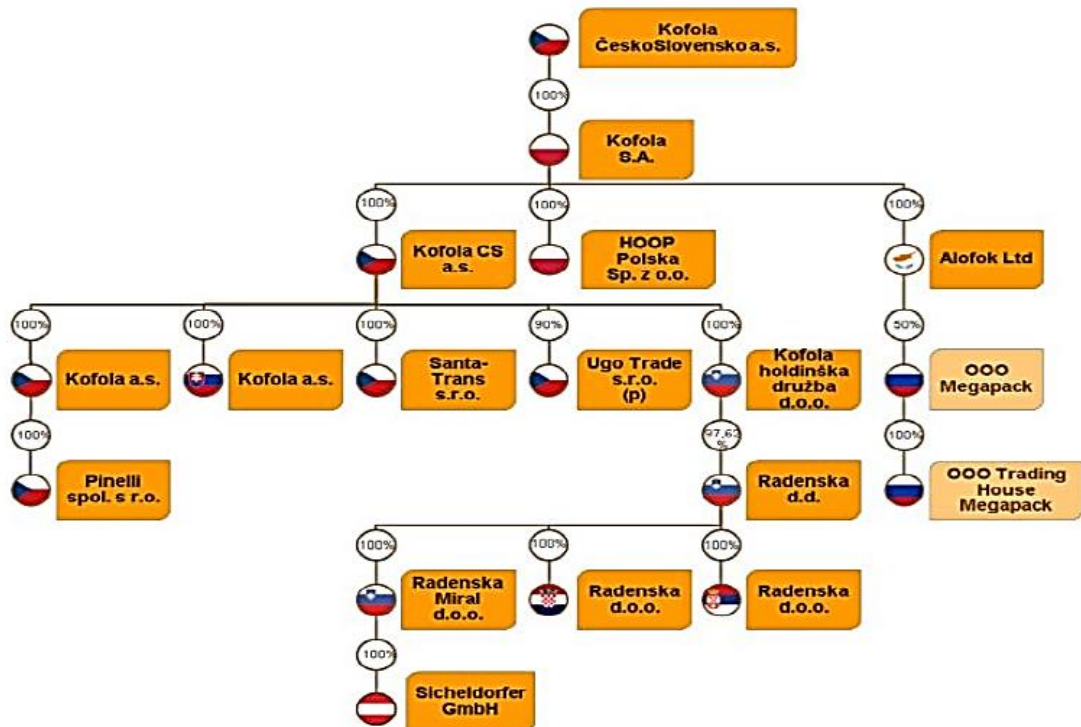 Kofola
ČeskoSlovensko a.s.
100%
Kofola
S.A.
100%
100%
100%
Kofola CS
a.s.
HOOP
Polska
Sp. z o.o.
Alofok Ltd
100%
100%
100%
90%
100%
50%
Kofola a.s.
Kofola a.s.
Santa-
Trans
s.r.o.
Ugo Trade
s.r.o.
(p)
Kofola
holdinška
družba
d.o.o.
OOO
Megapack
100%
97,62
%
100%
Pinelli
spol. s r.o.
Radenska
d.d.
OOO Trading
House
Megapack
100%
100%
100%
Radenska
Miral
d.o.o.
Radenska
d.o.o.
Radenska
d.o.o.
100%
Sicheldorfer
GmbH